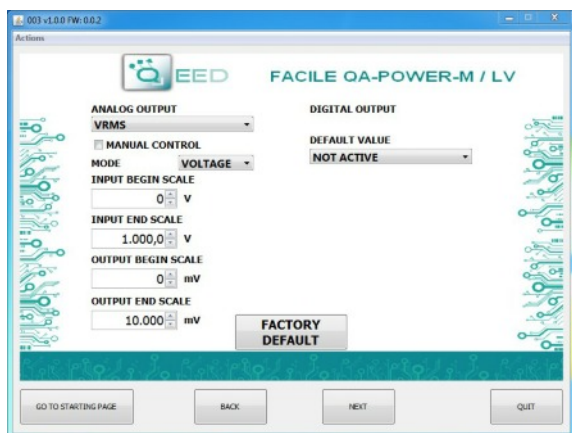 003 v1.0.0 FW: 0.0.2
Actions
QEED
FACILE QA-POWER-M / LV
ANALOG OUTPUT
VRMS
MANUAL CONTROL
MODE VOLTAGE
INPUT BEGIN SCALE
0 V
INPUT END SCALE
1.000,0 V
OUTPUT BEGIN SCALE
0 mV
OUTPUT END SCALE
10.000 mV
DIGITAL OUTPUT
DEFAULT VALUE
NOT ACTIVE
FACTORY
DEFAULT
GO TO STARTING PAGE
BACK
NEXT
QUIT